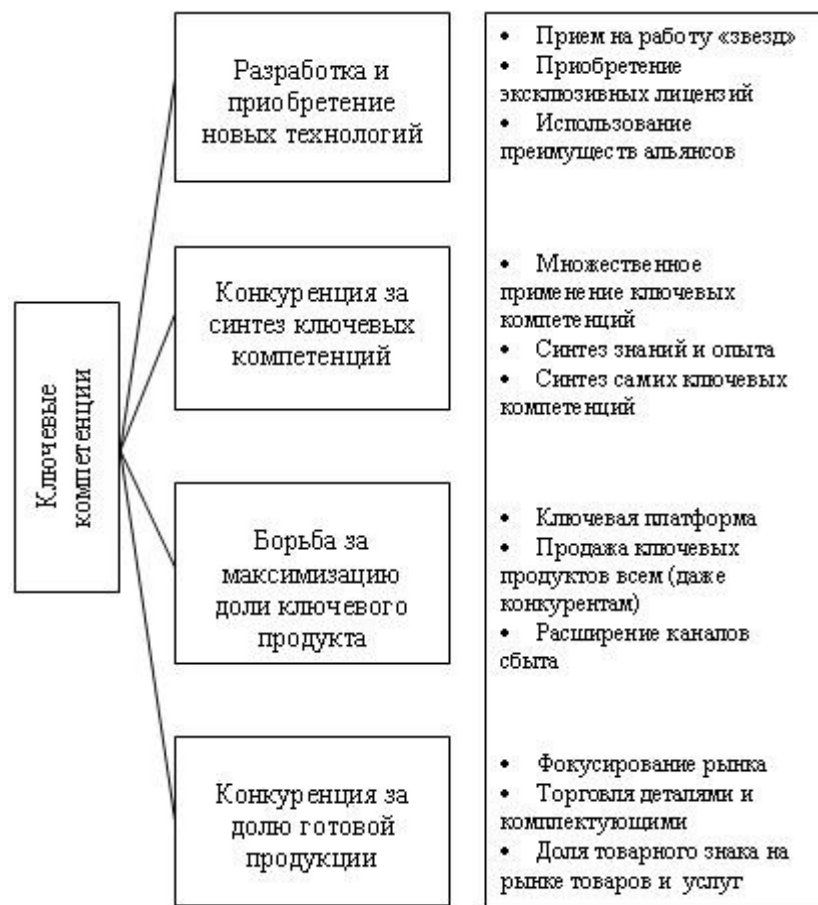 Ключевые
компетенции
Разработка и
приобретение
новых технологий
• Прием на работу «звезд»
• Приобретение
эксклюзивных лицензий
• Использование
преимуществ альянсов
Конкуренция за
синтез ключевых
компетенций
• Множественное
применение ключевых
компетенций
• Синтез знаний и опыта
• Синтез самих ключевых
компетенций
Борьба за
максимизацию
доли ключевого
продукта
• Ключевая платформа
• Продажа ключевых
продуктов всем (даже
конкурентам)
• Расширение каналов
сбыта
Конкуренция за
долю готовой
продукции
• Фокусирование рынка
• Торговля деталями и
комплектующими
• Доля товарного знака на
рынке товаров и услуг